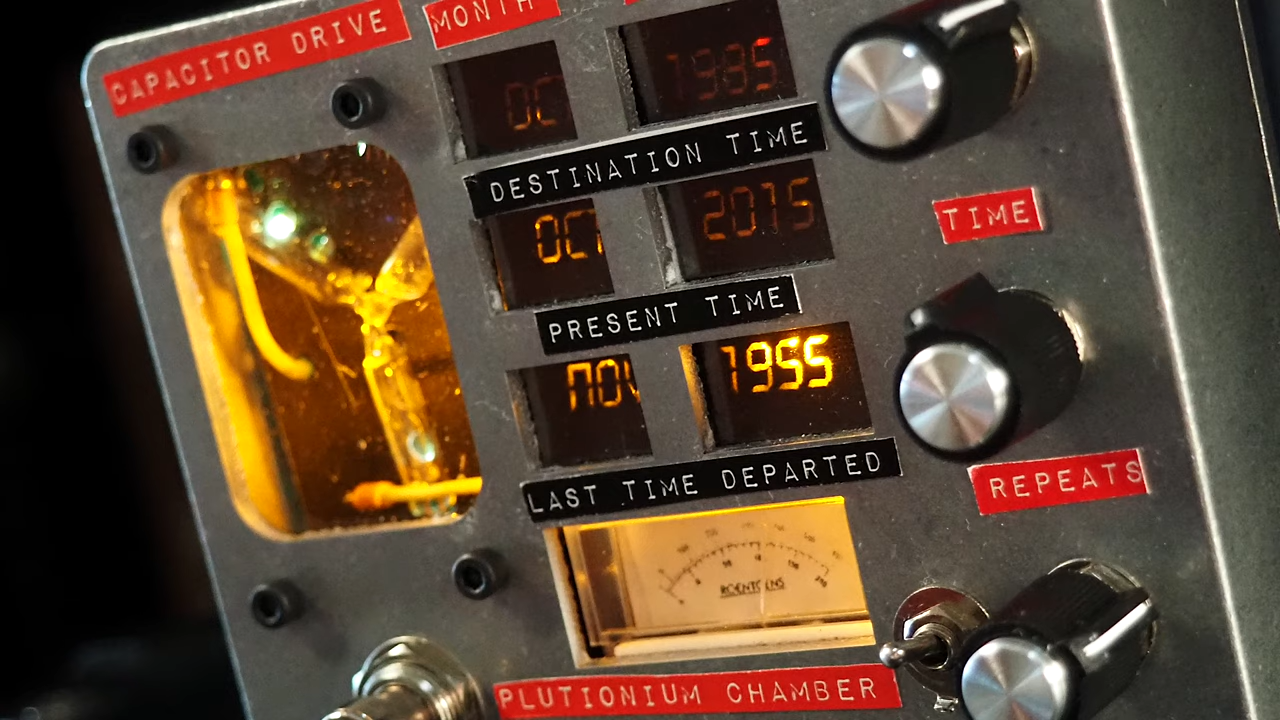 CAPACITOR DRIVE
MONTH
OC 1985
DESTINATION TIME
OCT 2015
TIME
PRESENT TIME
NOV 1955
LAST TIME DEPARTED
REPEATS
ROENTGENS
PLUTIONIUM CHAMBER